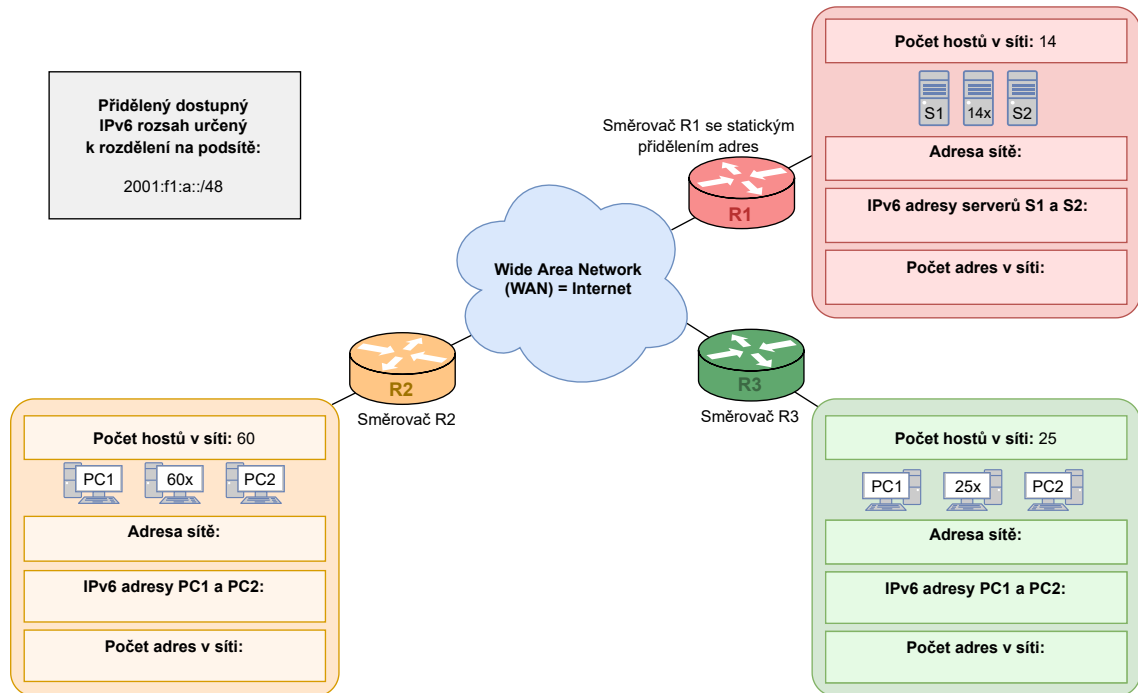 Přidělený dostupný
IPv6 rozsah určený
k rozdělení na podsítě:
2001:f1:a::/48
Směrovač R1 se statickým
přidělením adres
R1
Počet hostů v síti: 14
S1
14x
S2
Adresa sítě:
IPv6 adresy serverů S1 a S2:
Počet adres v síti:
Wide Area Network
(WAN) = Internet
R2
Směrovač R2
R3
Směrovač R3
Počet hostů v síti: 60
PC1
60x
PC2
Adresa sítě:
IPv6 adresy PC1 a PC2:
Počet adres v síti:
Počet hostů v síti: 25
PC1
25x
PC2
Adresa sítě:
IPv6 adresy PC1 a PC2:
Počet adres v síti: